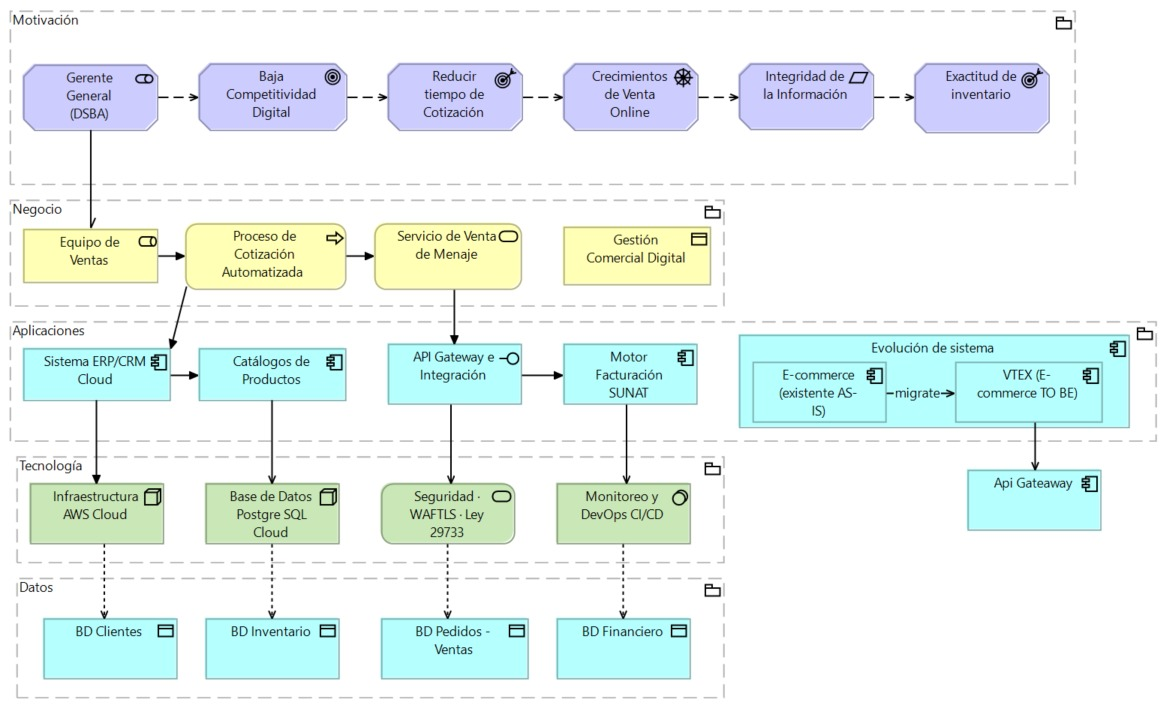 Motivación
Gerente
General
(DSBA)
Baja
Competitividad
Digital
Reducir
tiempo de
Cotización
Crecimientos
de Venta
Online
Integridad de
la Información
Exactitud de
inventario
Negocio
Equipo de
Ventas
Proceso de
Cotización
Automatizada
Servicio de Venta
de Menaje
Gestión
Comercial Digital
Aplicaciones
Sistema ERP/CRM
Cloud
Catálogos de
Productos
API Gateway e
Integración
Motor
Facturación
SUNAT
Evolución de sistema
E-commerce
(existente AS-
IS)
migrate
VTEX (E-
commerce TO BE)
Tecnología
Infraestructura
AWS Cloud
Base de Datos
Postgre SQL
Cloud
Seguridad ·
WAFTLS · Ley
29733
Monitoreo y
DevOps CI/CD
Api Gateaway
Datos
BD Clientes
BD Inventario
BD Pedidos -
Ventas
BD Financiero